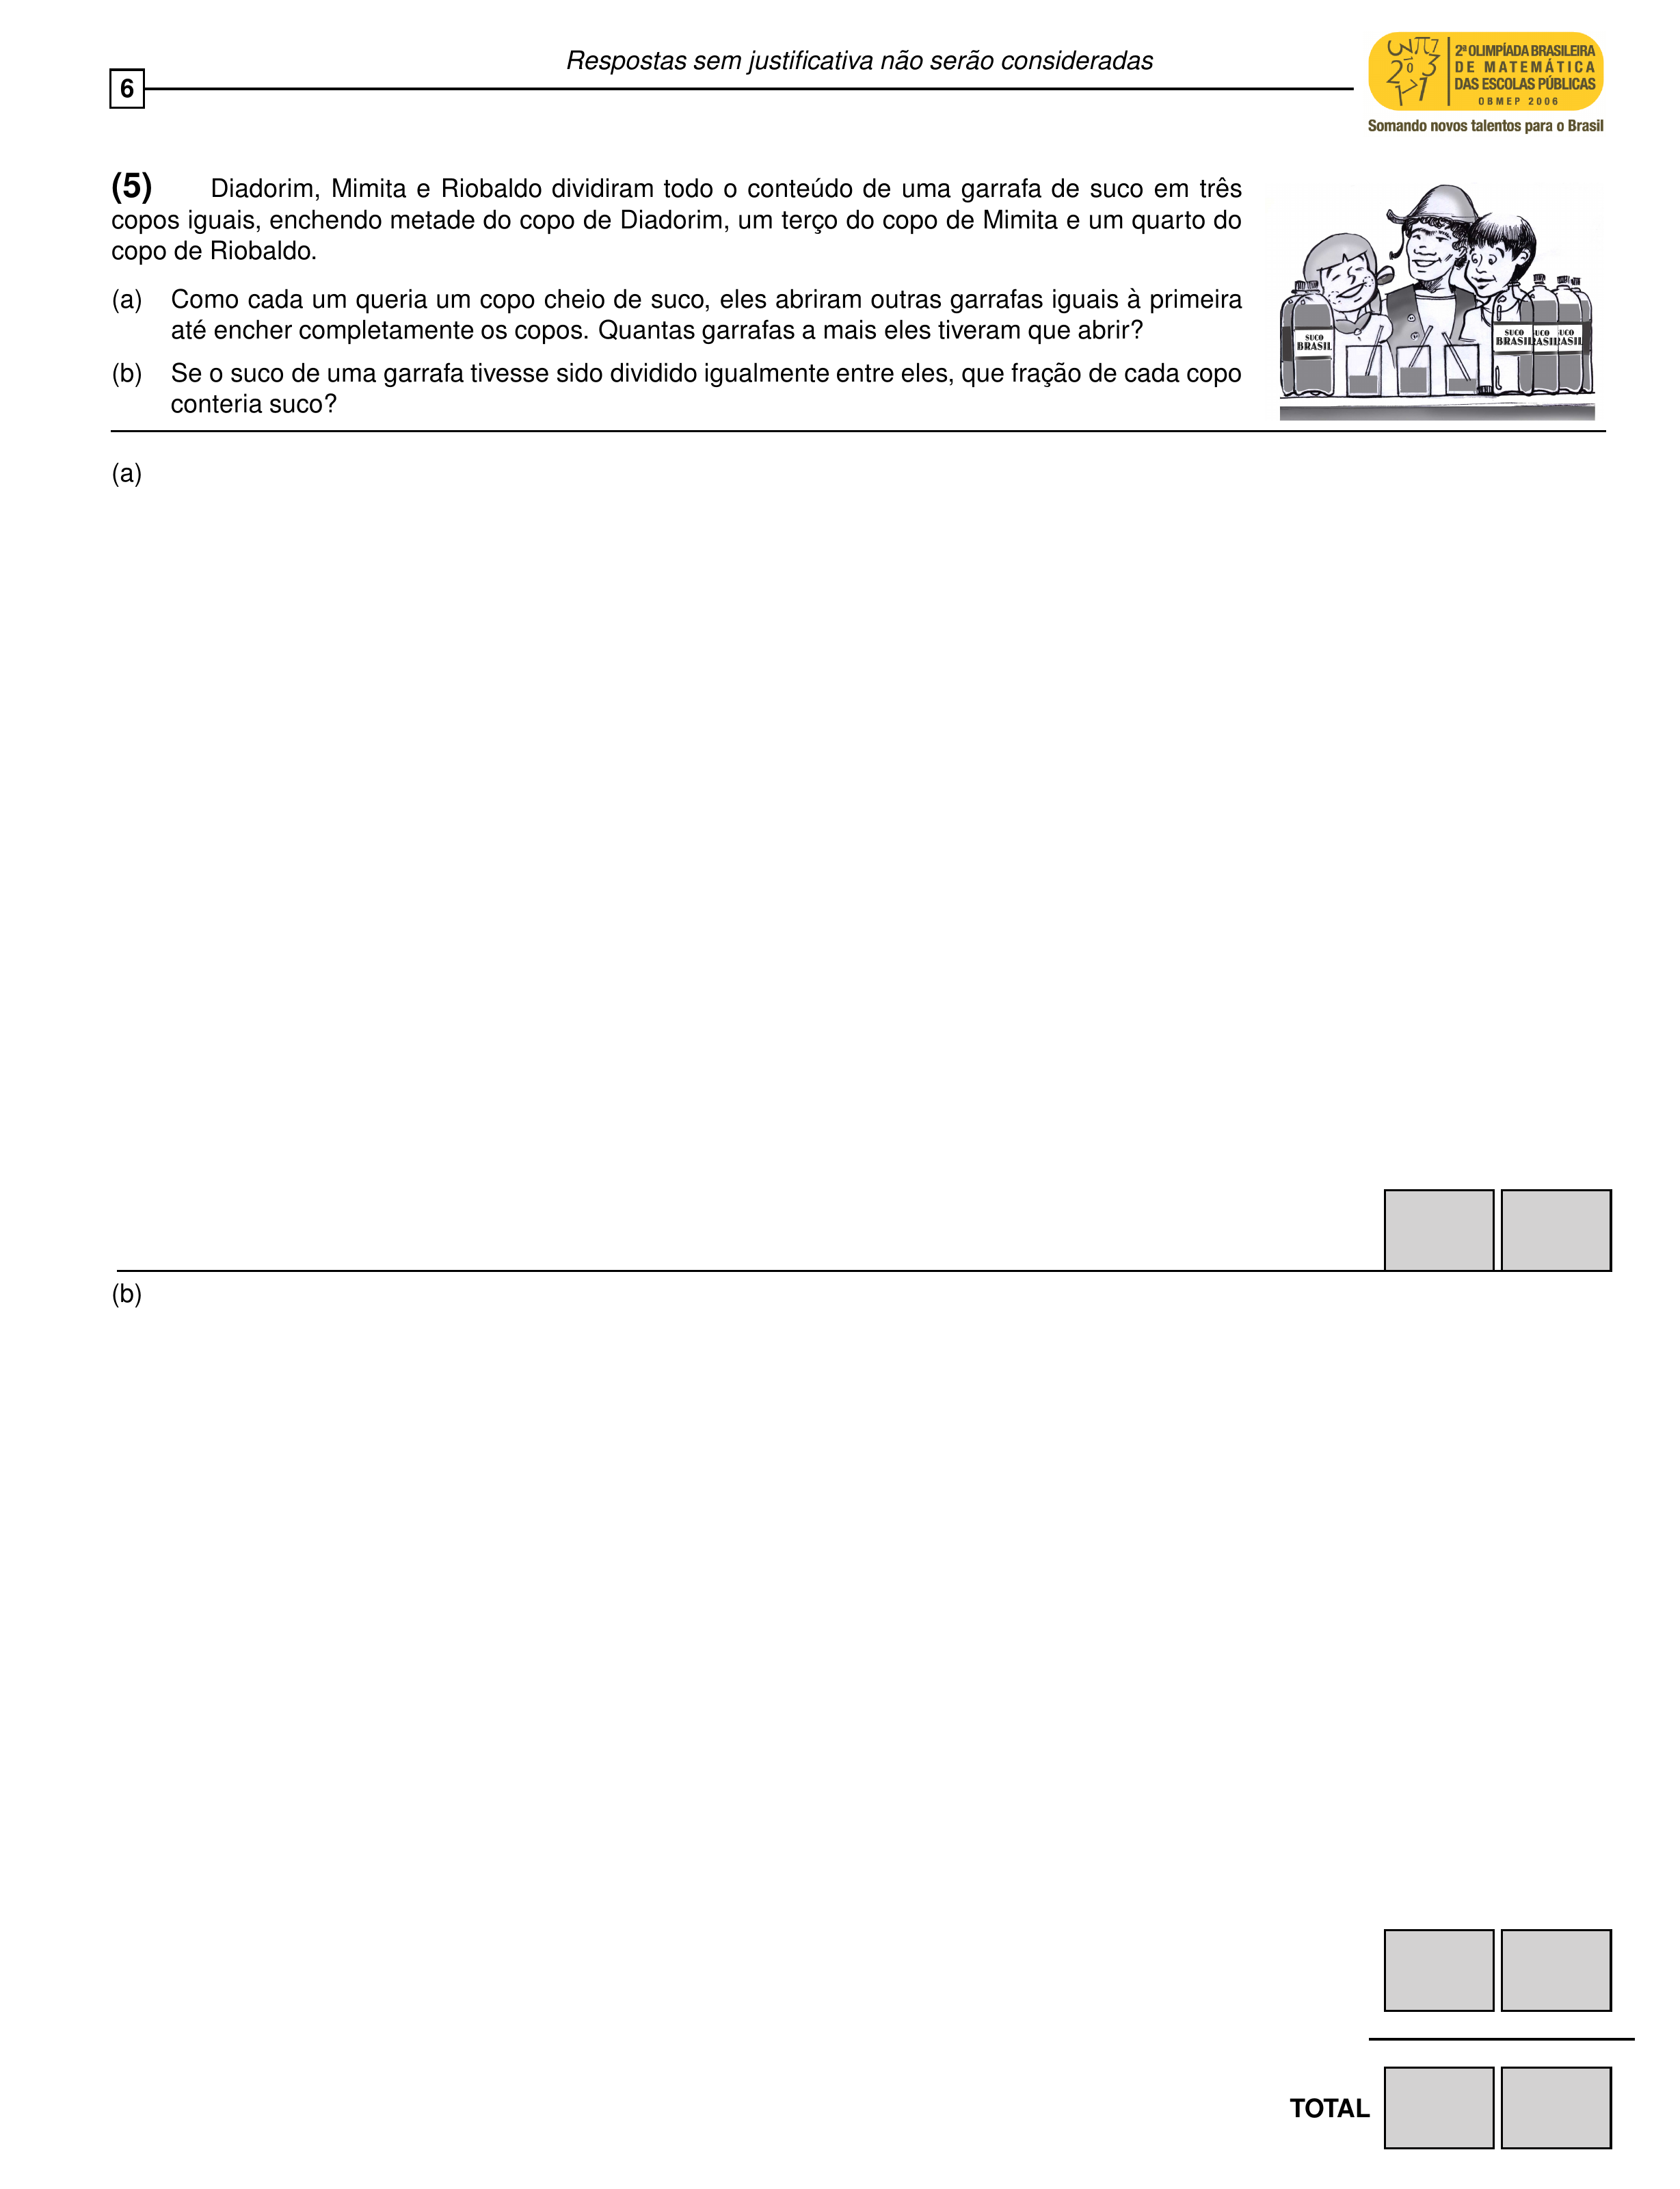 Respostas sem justificativa não serão consideradas
6
2ª OLIMPÍADA BRASILEIRA
DE MATEMÁTICA
DAS ESCOLAS PÚBLICAS
OBMEP 2006
Somando novos talentos para o Brasil
(5) Diadorim, Mimita e Riobaldo dividiram todo o conteúdo de uma garrafa de suco em três
copos iguais, enchendo metade do copo de Diadorim, um terço do copo de Mimita e um quarto do
copo de Riobaldo.
(a) Como cada um queria um copo cheio de suco, eles abriram outras garrafas iguais à primeira
até encher completamente os copos. Quantas garrafas a mais eles tiveram que abrir?
(b) Se o suco de uma garrafa tivesse sido dividido igualmente entre eles, que fração de cada copo
conteria suco?
SUCO
BRASIL
SUCO UCO UCO
BRASIL ASIL ASIL
(a)
(b)
TOTAL